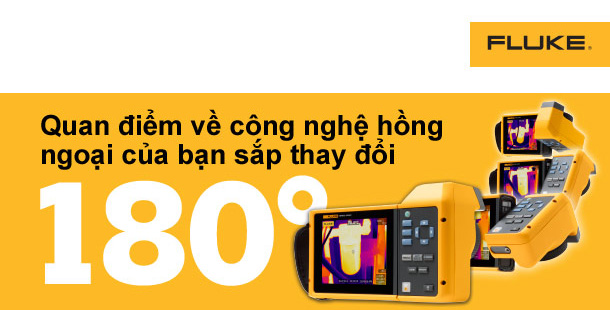 FLUKE®
Quan điểm về công nghệ hồng
ngoại của bạn sắp thay đổi
180°